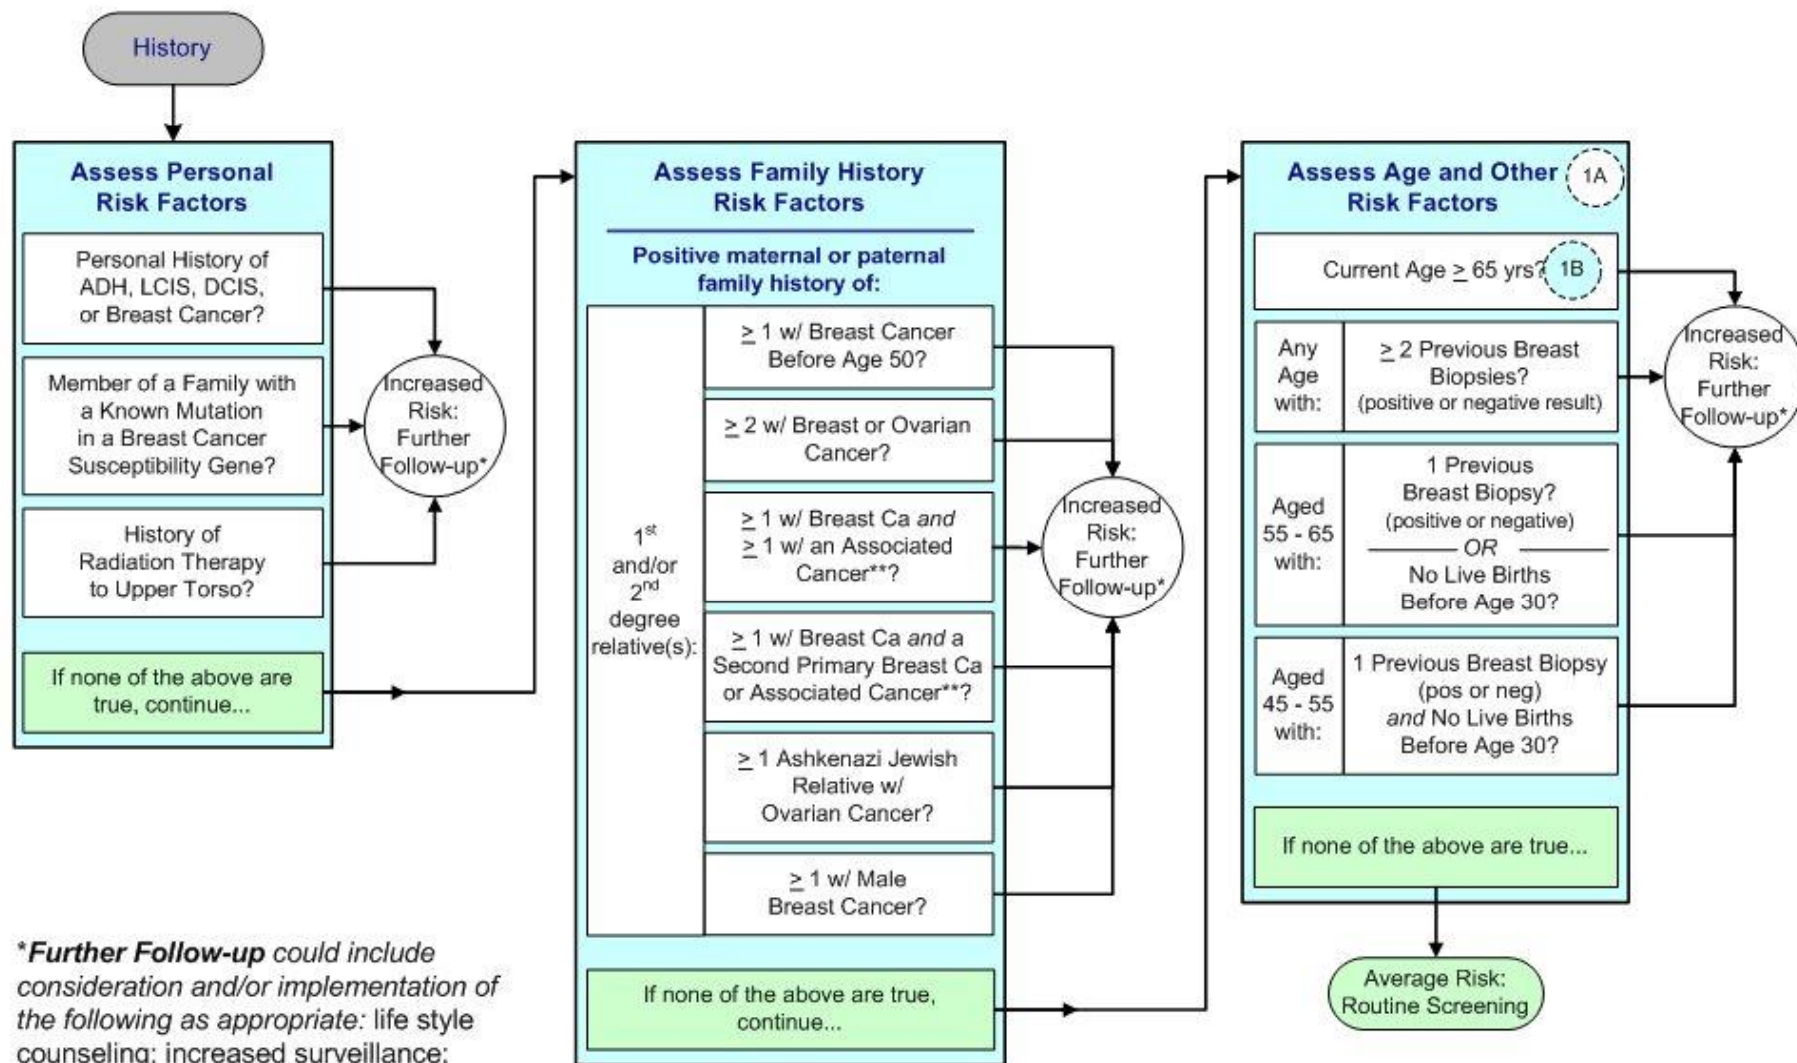 History
Assess Personal
Risk Factors
Personal History of
ADH, LCIS, DCIS,
or Breast Cancer?
Member of a Family with
a Known Mutation
in a Breast Cancer
Susceptibility Gene?
History of
Radiation Therapy
to Upper Torso?
If none of the above are
true, continue...
Increased
Risk:
Further
Follow-up*
Assess Family History
Risk Factors
Positive maternal or paternal
family history of:
1st
and/or
2nd
degree
relative(s):
≥ 1 w/ Breast Cancer
Before Age 50?
≥ 2 w/ Breast or Ovarian
Cancer?
≥ 1 w/ Breast Ca and
≥ 1 w/ an Associated
Cancer**?
≥ 1 w/ Breast Ca and a
Second Primary Breast Ca
or Associated Cancer**?
≥ 1 Ashkenazi Jewish
Relative w/
Ovarian Cancer?
≥ 1 w/ Male
Breast Cancer?
If none of the above are true,
continue...
Increased
Risk:
Further
Follow-up*
Assess Age and Other
Risk Factors
1A
Current Age ≥ 65 yrs?
1B
Any
Age
with:
≥ 2 Previous Breast
Biopsies?
(positive or negative result)
Aged
55 - 65
with:
1 Previous
Breast Biopsy?
(positive or negative)
OR
No Live Births
Before Age 30?
Aged
45 - 55
with:
1 Previous Breast Biopsy
(pos or neg)
and No Live Births
Before Age 30?
If none of the above are true...
Increased
Risk:
Further
Follow-up*
Average Risk:
Routine Screening
*Further Follow-up could include
consideration and/or implementation of
the following as appropriate: life style
counseling; increased surveillance;